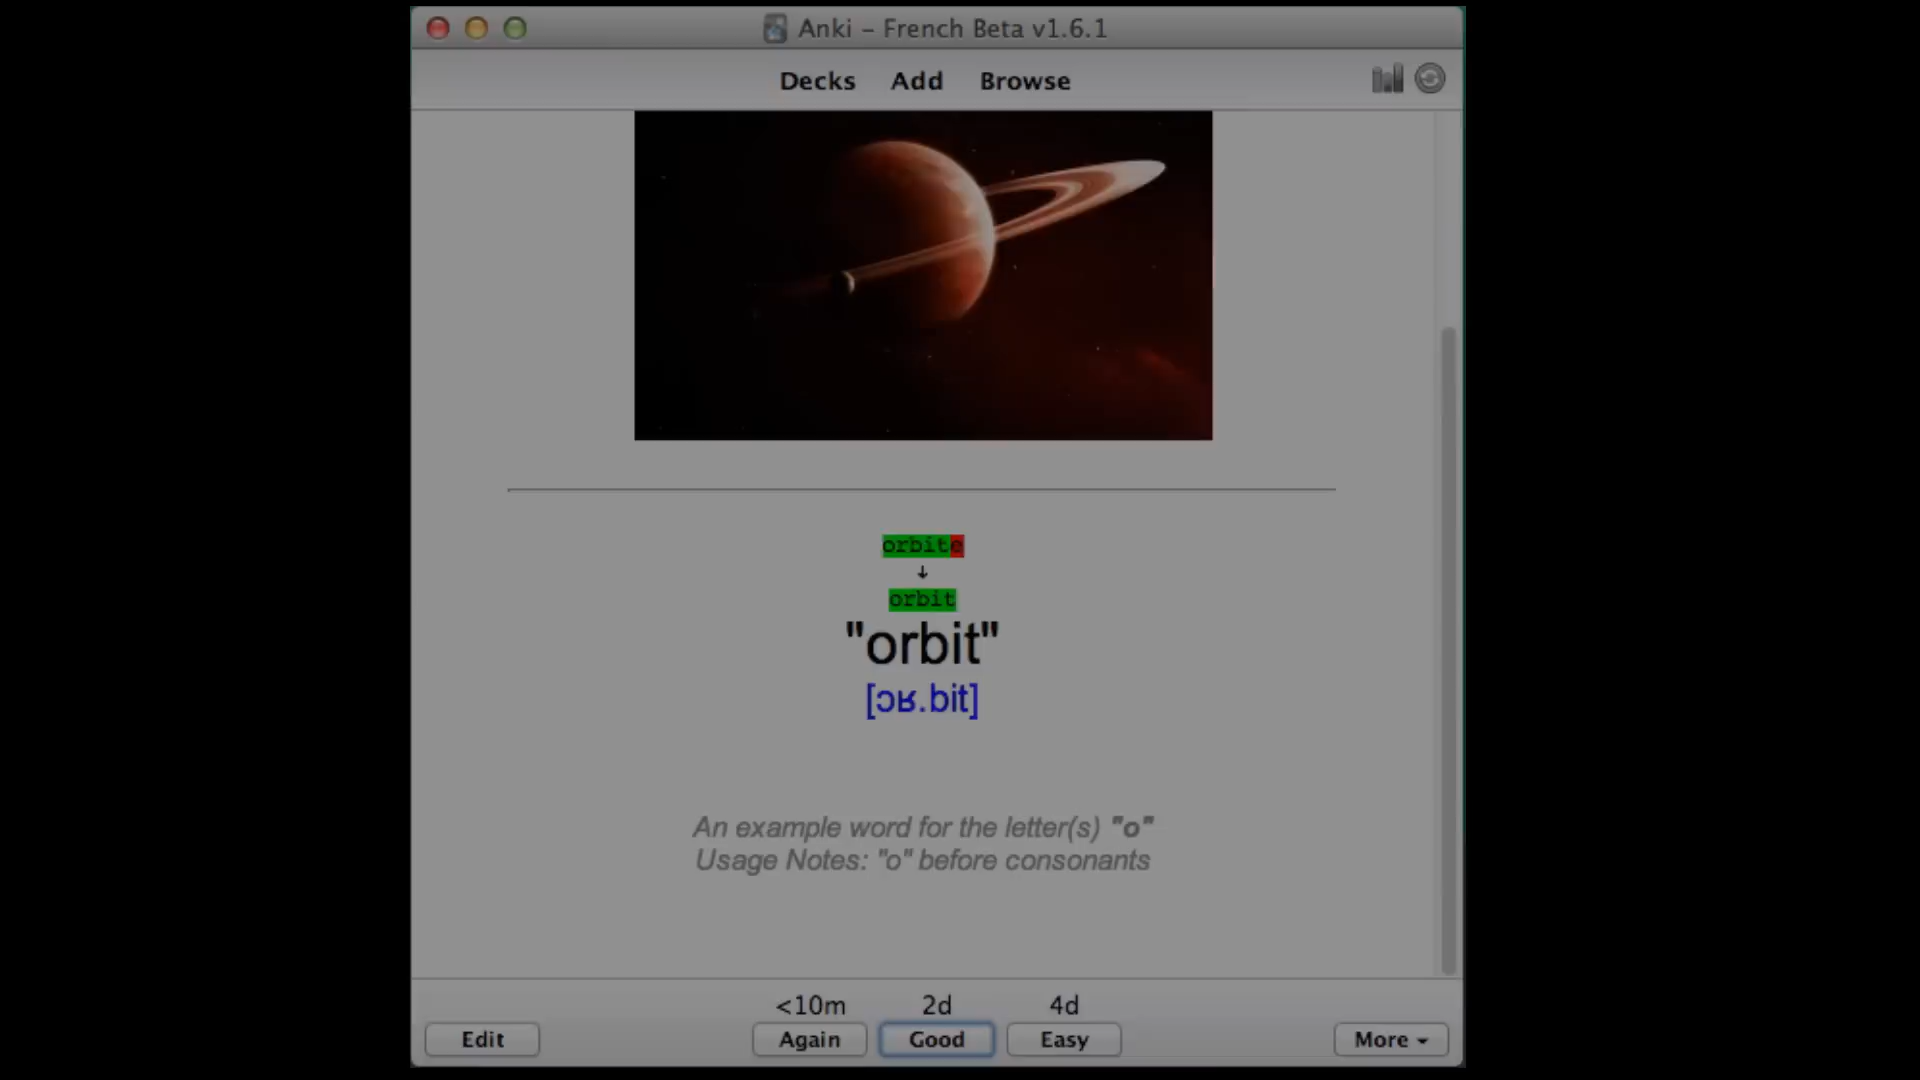 Anki – French Beta v1.6.1
Decks Add Browse
orbite
↓
orbit
"orbit"
[ɔʁ.bit]
An example word for the letter(s) "o"
Usage Notes: "o" before consonants
<10m 2d 4d
Edit Again Good Easy More